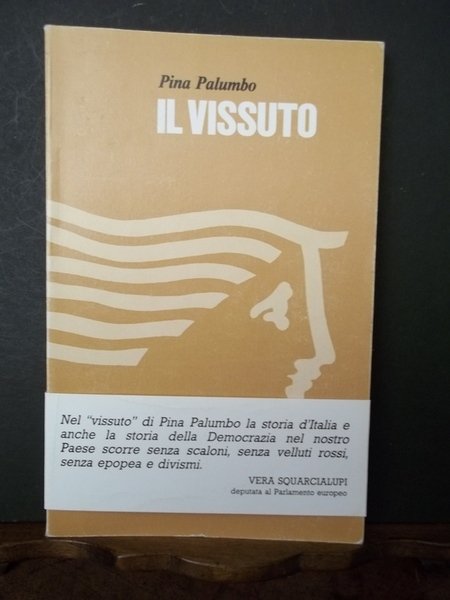 Pina Palumbo
IL VISSUTO
Nel "vissuto" di Pina Palumbo la storia d'Italia e
anche la storia della Democrazia nel nostro
Paese scorre senza scaloni, senza velluti rossi,
senza epopea e divismi.
VERA SQUARCIALUPI
deputata al Parlamento europeo